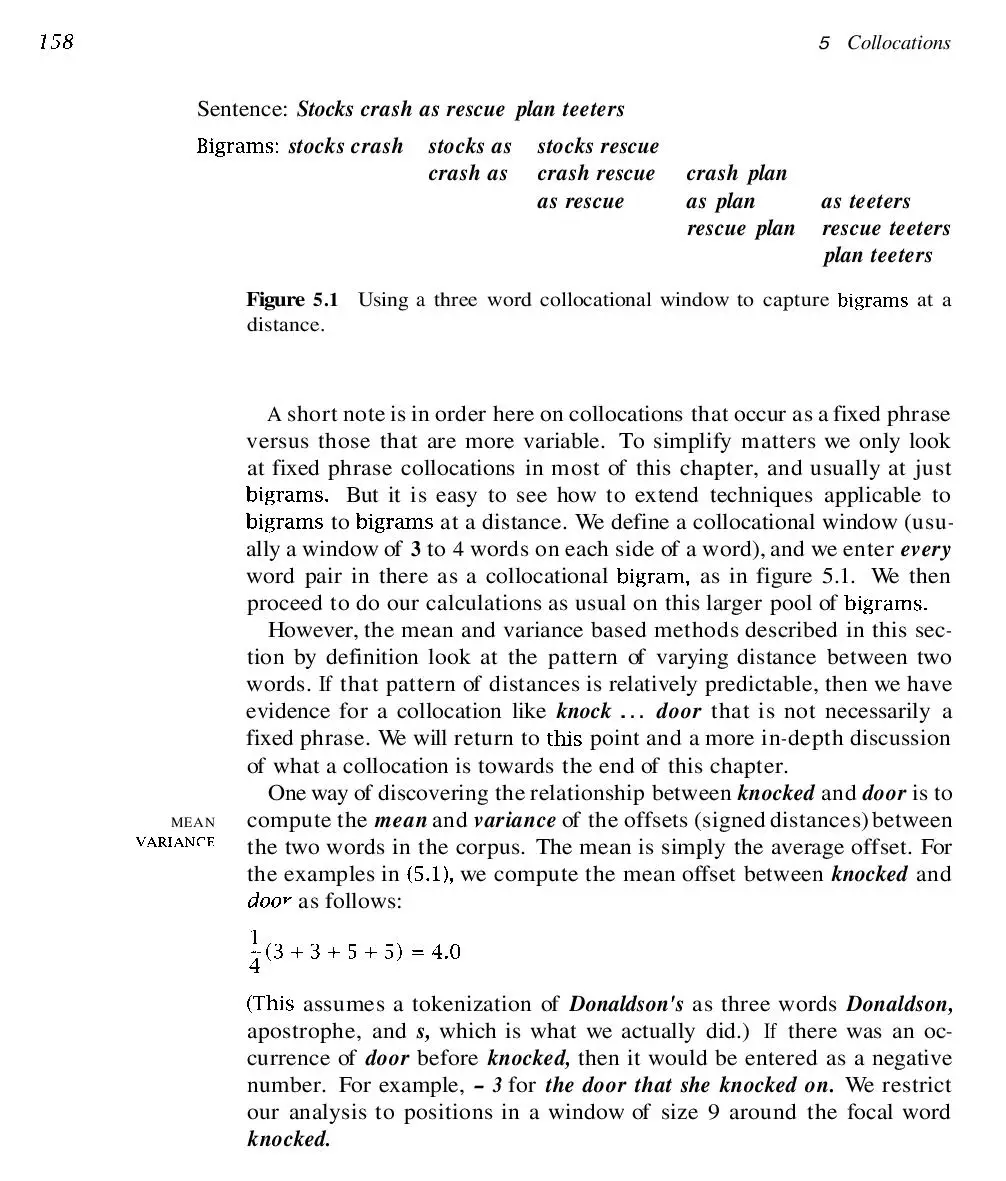 158
5 Collocations
Sentence: Stocks crash as rescue plan teeters
Bigrams: stocks crash stocks as stocks rescue
crash as crash rescue crash plan
as rescue as plan as teeters
rescue plan rescue teeters
plan teeters
Figure 5.1 Using a three word collocational window to capture bigrams at a
distance.
A short note is in order here on collocations that occur as a fixed phrase
versus those that are more variable. To simplify matters we only look
at fixed phrase collocations in most of this chapter, and usually at just
bigrams. But it is easy to see how to extend techniques applicable to
bigrams to bigrams at a distance. We define a collocational window (usu-
ally a window of 3 to 4 words on each side of a word), and we enter every
word pair in there as a collocational bigram, as in figure 5.1. We then
proceed to do our calculations as usual on this larger pool of bigrams.
However, the mean and variance based methods described in this sec-
tion by definition look at the pattern of varying distance between two
words. If that pattern of distances is relatively predictable, then we have
evidence for a collocation like knock ... door that is not necessarily a
fixed phrase. We will return to this point and a more in-depth discussion
of what a collocation is towards the end of this chapter.
One way of discovering the relationship between knocked and door is to
MEAN compute the mean and variance of the offsets (signed distances) between
VARIANCE the two words in the corpus. The mean is simply the average offset. For
the examples in (5.1), we compute the mean offset between knocked and
door as follows:
1/4(3 + 3 + 5 + 5) = 4.0
(This assumes a tokenization of Donaldson's as three words Donaldson,
apostrophe, and s, which is what we actually did.) If there was an oc-
currence of door before knocked, then it would be entered as a negative
number. For example, – 3 for the door that she knocked on. We restrict
our analysis to positions in a window of size 9 around the focal word
knocked.